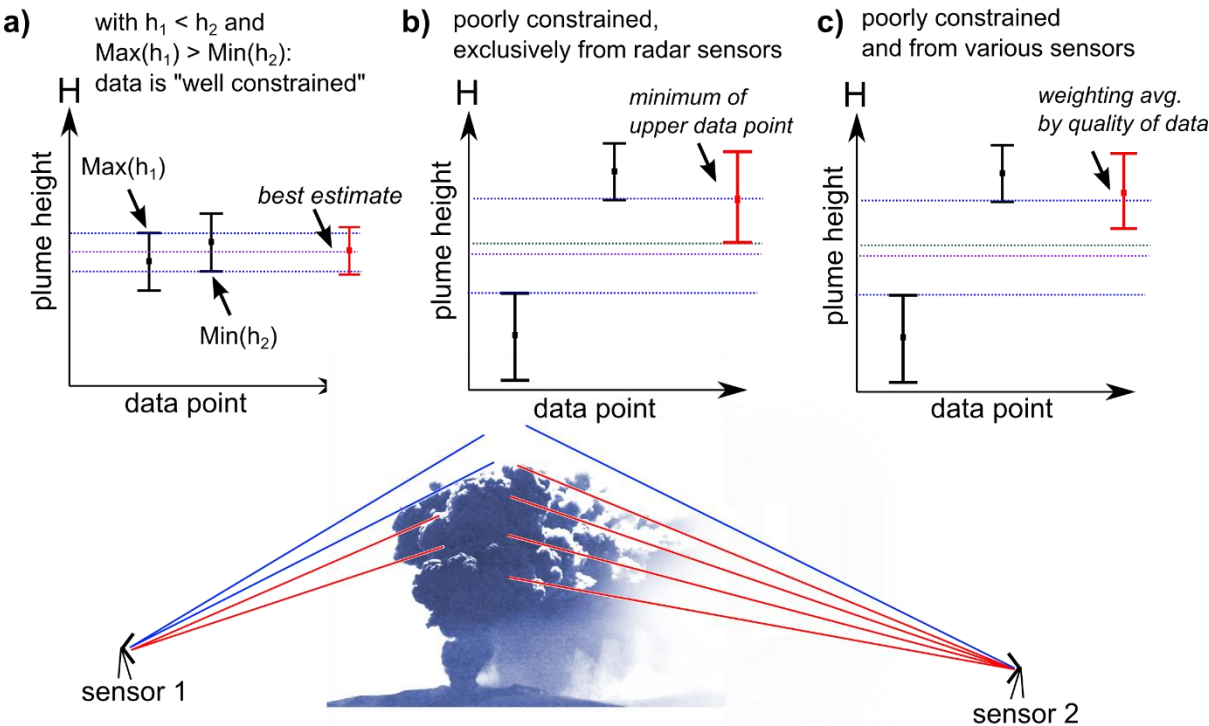 a)
with h₁ < h₂ and
Max(h₁) > Min(h₂):
data is "well constrained"
H
plume height
Max(h₁)
best estimate
Min(h₂)
data point
b)
poorly constrained,
exclusively from radar sensors
H
plume height
minimum of
upper data point
data point
c)
poorly constrained
and from various sensors
H
plume height
weighting avg.
by quality of data
data point
sensor 1
sensor 2